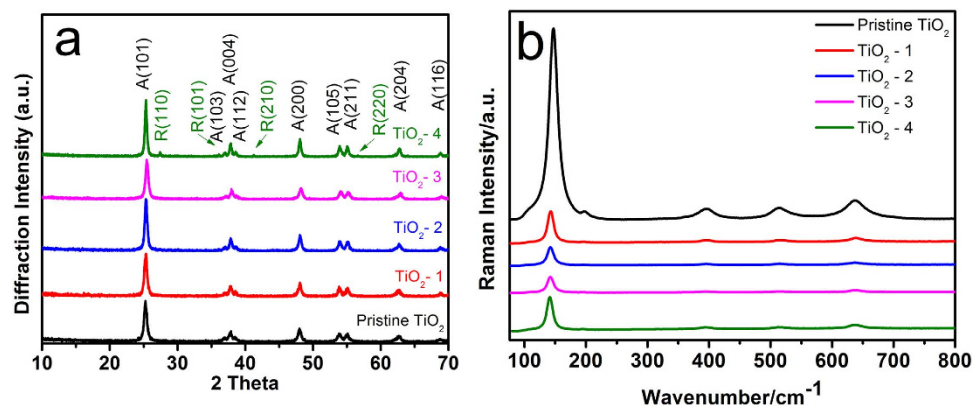 a
Diffraction Intensity (a.u.)
A(101)
R(110)
R(101)
A(103)
A(004)
A(112)
R(210)
A(200)
A(105)
A(211)
R(220)
A(204)
A(116)
TiO₂- 4
TiO₂- 3
TiO₂- 2
TiO₂- 1
Pristine TiO₂
10 20 30 40 50 60 70
2 Theta
b
Raman Intensity/a.u.
Pristine TiO₂
TiO₂ - 1
TiO₂ - 2
TiO₂ - 3
TiO₂ - 4
100 200 300 400 500 600 700 800
Wavenumber/cm⁻¹